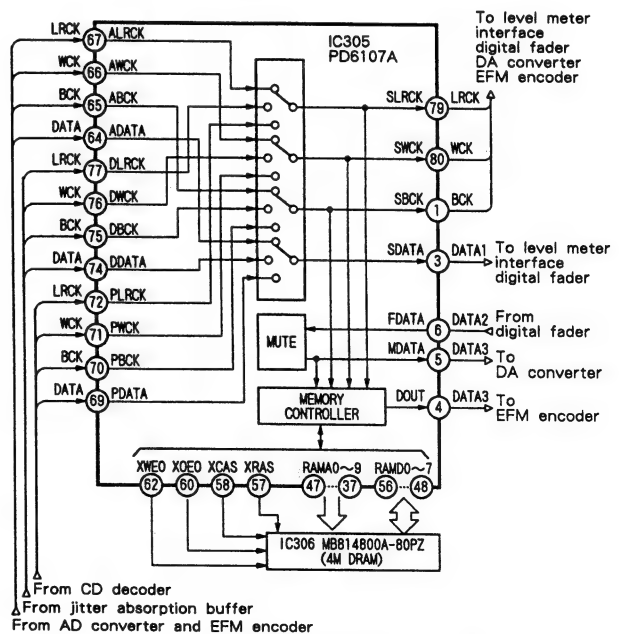 To level meter
interface
digital fader
DA converter
EFM encoder
IC305
PD6107A
LRCK 67 ALRCK
WCK 66 AWCK
BCK 65 ABCK
DATA 64 ADATA
LRCK 77 DLRCK
WCK 76 DWCK
BCK 75 DBCK
DATA 74 DDATA
LRCK 72 PLRCK
WCK 71 PWCK
BCK 70 PBCK
DATA 69 PDATA
SLRCK 79 LRCK
SWCK 80 WCK
SBCK 1 BCK
SDATA 3 DATA1
To level meter
interface
digital fader
FDATA 6 DATA2
From
digital fader
MUTE
MDATA 5 DATA3
To
DA converter
MEMORY
CONTROLLER
DOUT 4 DATA3
To
EFM encoder
XWEO XOEO XCAS XRAS RAMA0~9 RAMD0~7
62 60 58 57 47 ... 37 56 ... 48
IC306 MB814800A-80PZ
(4M DRAM)
From CD decoder
From jitter absorption buffer
From AD converter and EFM encoder